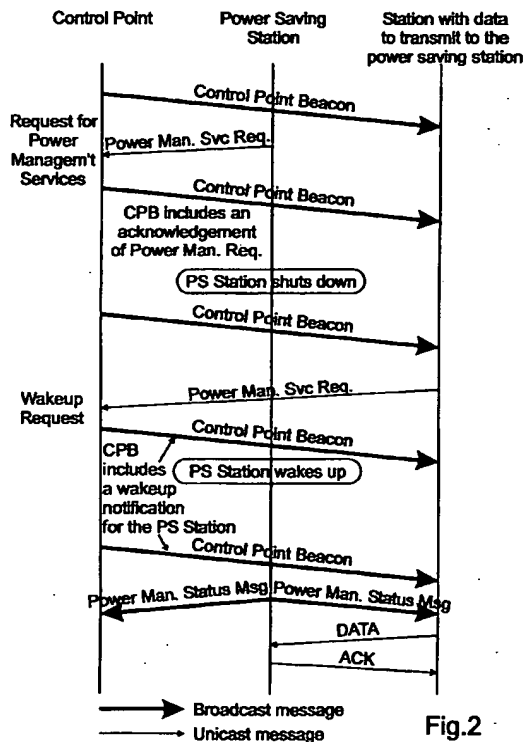 Control Point
Power Saving
Station
Station with data
to transmit to the
power saving station
Control Point Beacon
Request for
Power
Managem't
Services
Power Man. Svc Req.
Control Point Beacon
CPB includes an
acknowledgement
of Power Man. Req.
PS Station shuts down
Control Point Beacon
Power Man. Svc Req.
Wakeup
Request
Control Point Beacon
CPB
includes
a wakeup
notification
for the PS Station
PS Station wakes up
Control Point Beacon
Power Man. Status Msg
Power Man. Status Msg
DATA
ACK
Broadcast message
Unicast message
Fig.2